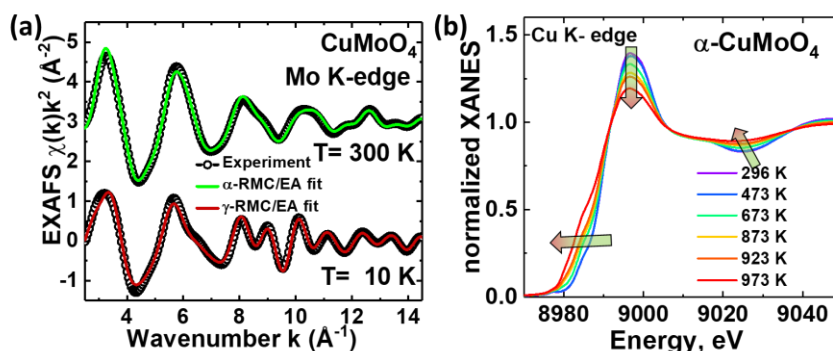 (a)
CuMoO₄
Mo K-edge
T= 300 K
Experiment
α-RMC/EA fit
γ-RMC/EA fit
T= 10 K
EXAFS χ(k)k² (Å⁻²)
5
4
3
2
1
0
-1
4 6 8 10 12 14
Wavenumber k (Å⁻¹)
(b)
Cu K- edge
α-CuMoO₄
296 K
473 K
673 K
873 K
923 K
973 K
normalized XANES
1.5
1.0
0.5
0.0
8980 9000 9020 9040
Energy, eV